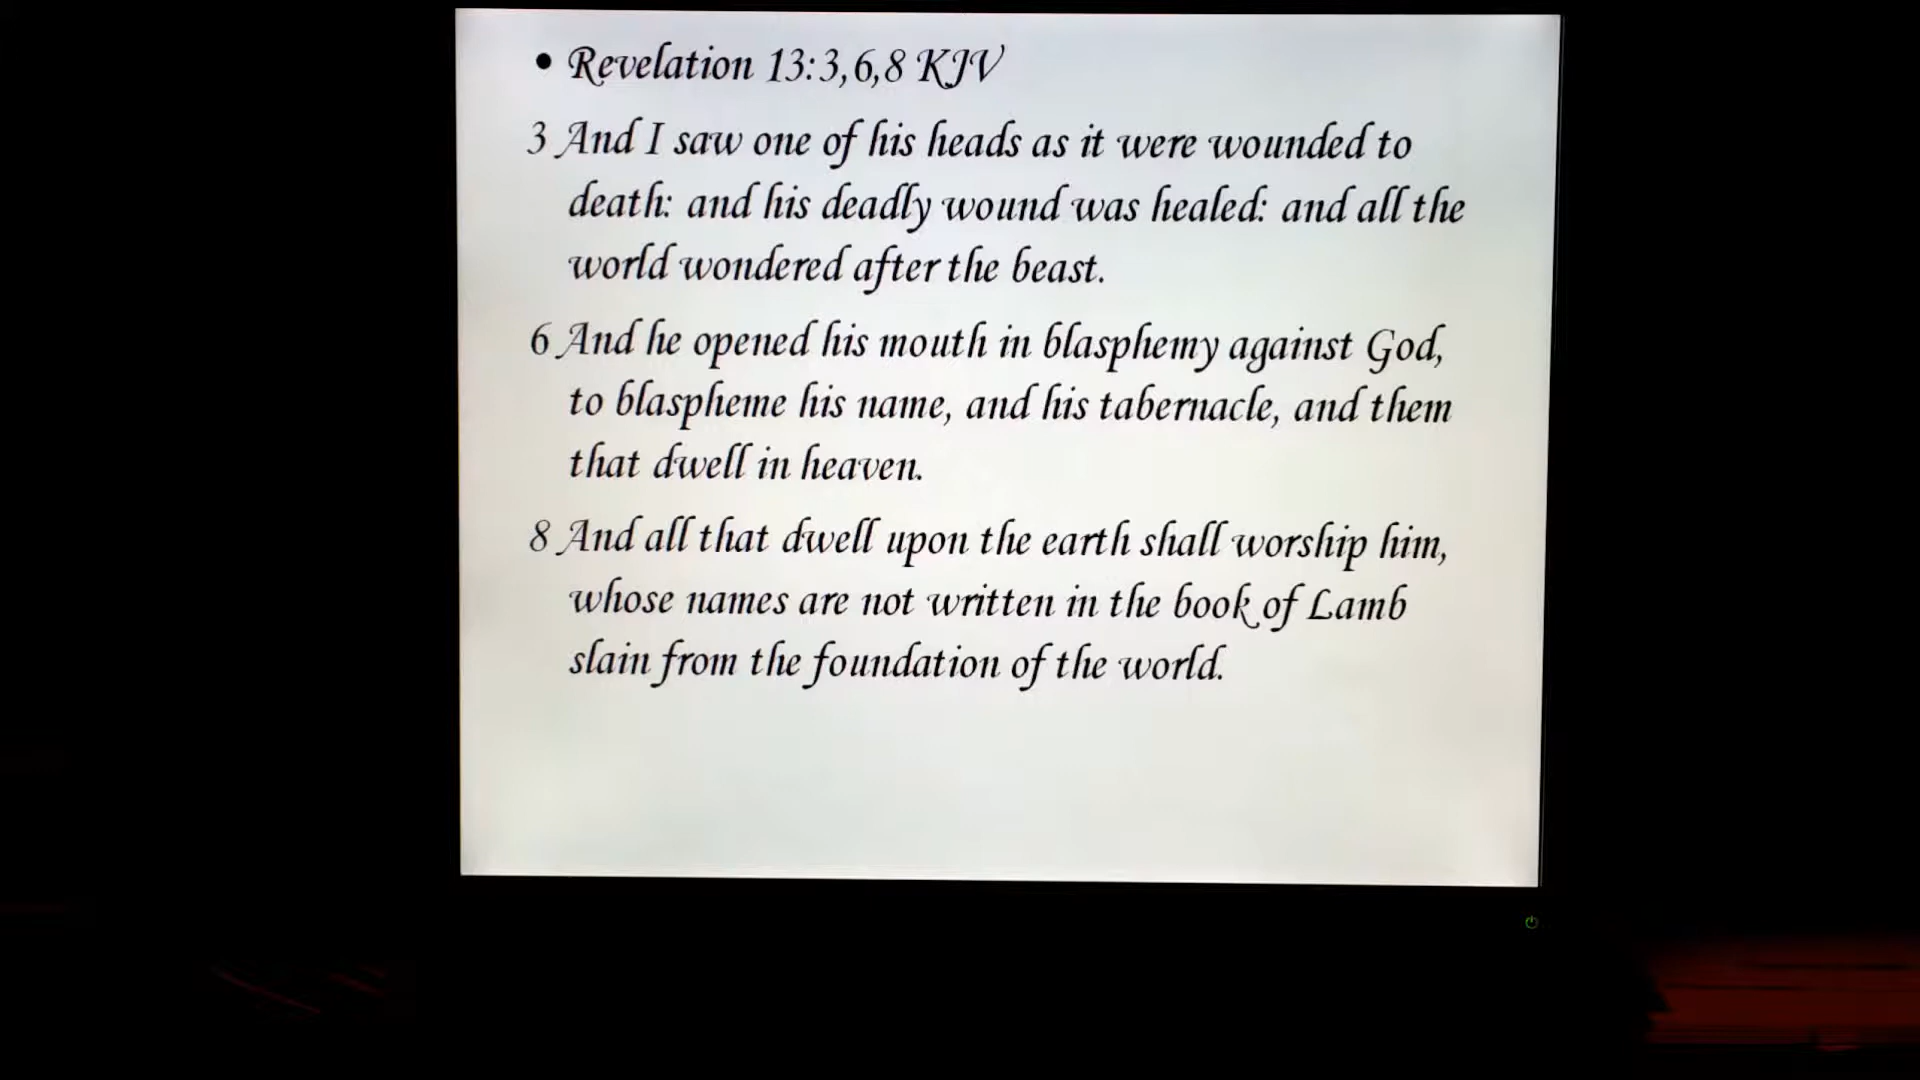 • Revelation 13:3,6,8 KJV
3 And I saw one of his heads as it were wounded to
death: and his deadly wound was healed: and all the
world wondered after the beast.
6 And he opened his mouth in blasphemy against God,
to blaspheme his name, and his tabernacle, and them
that dwell in heaven.
8 And all that dwell upon the earth shall worship him,
whose names are not written in the book of Lamb
slain from the foundation of the world.